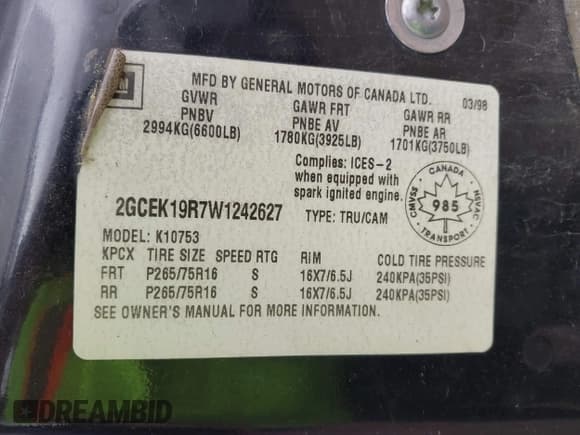 GM
MFD BY GENERAL MOTORS OF CANADA LTD. 03/98
GVWR GAWR FRT GAWR RR
PNBV PNBE AV PNBE AR
2994KG(6600LB) 1780KG(3925LB) 1701KG(3750LB)
Complies: ICES-2
when equipped with
spark ignited engine.
CANADA
CMVSS 985 NSVAC
TRANSPORT
2GCEK19R7W1242627 TYPE: TRU/CAM
MODEL: K10753
KPCX TIRE SIZE SPEED RTG RIM COLD TIRE PRESSURE
FRT P265/75R16 S 16X7/6.5J 240KPA(35PSI)
RR P265/75R16 S 16X7/6.5J 240KPA(35PSI)
SEE OWNER'S MANUAL FOR MORE INFORMATION.
DREAMBID